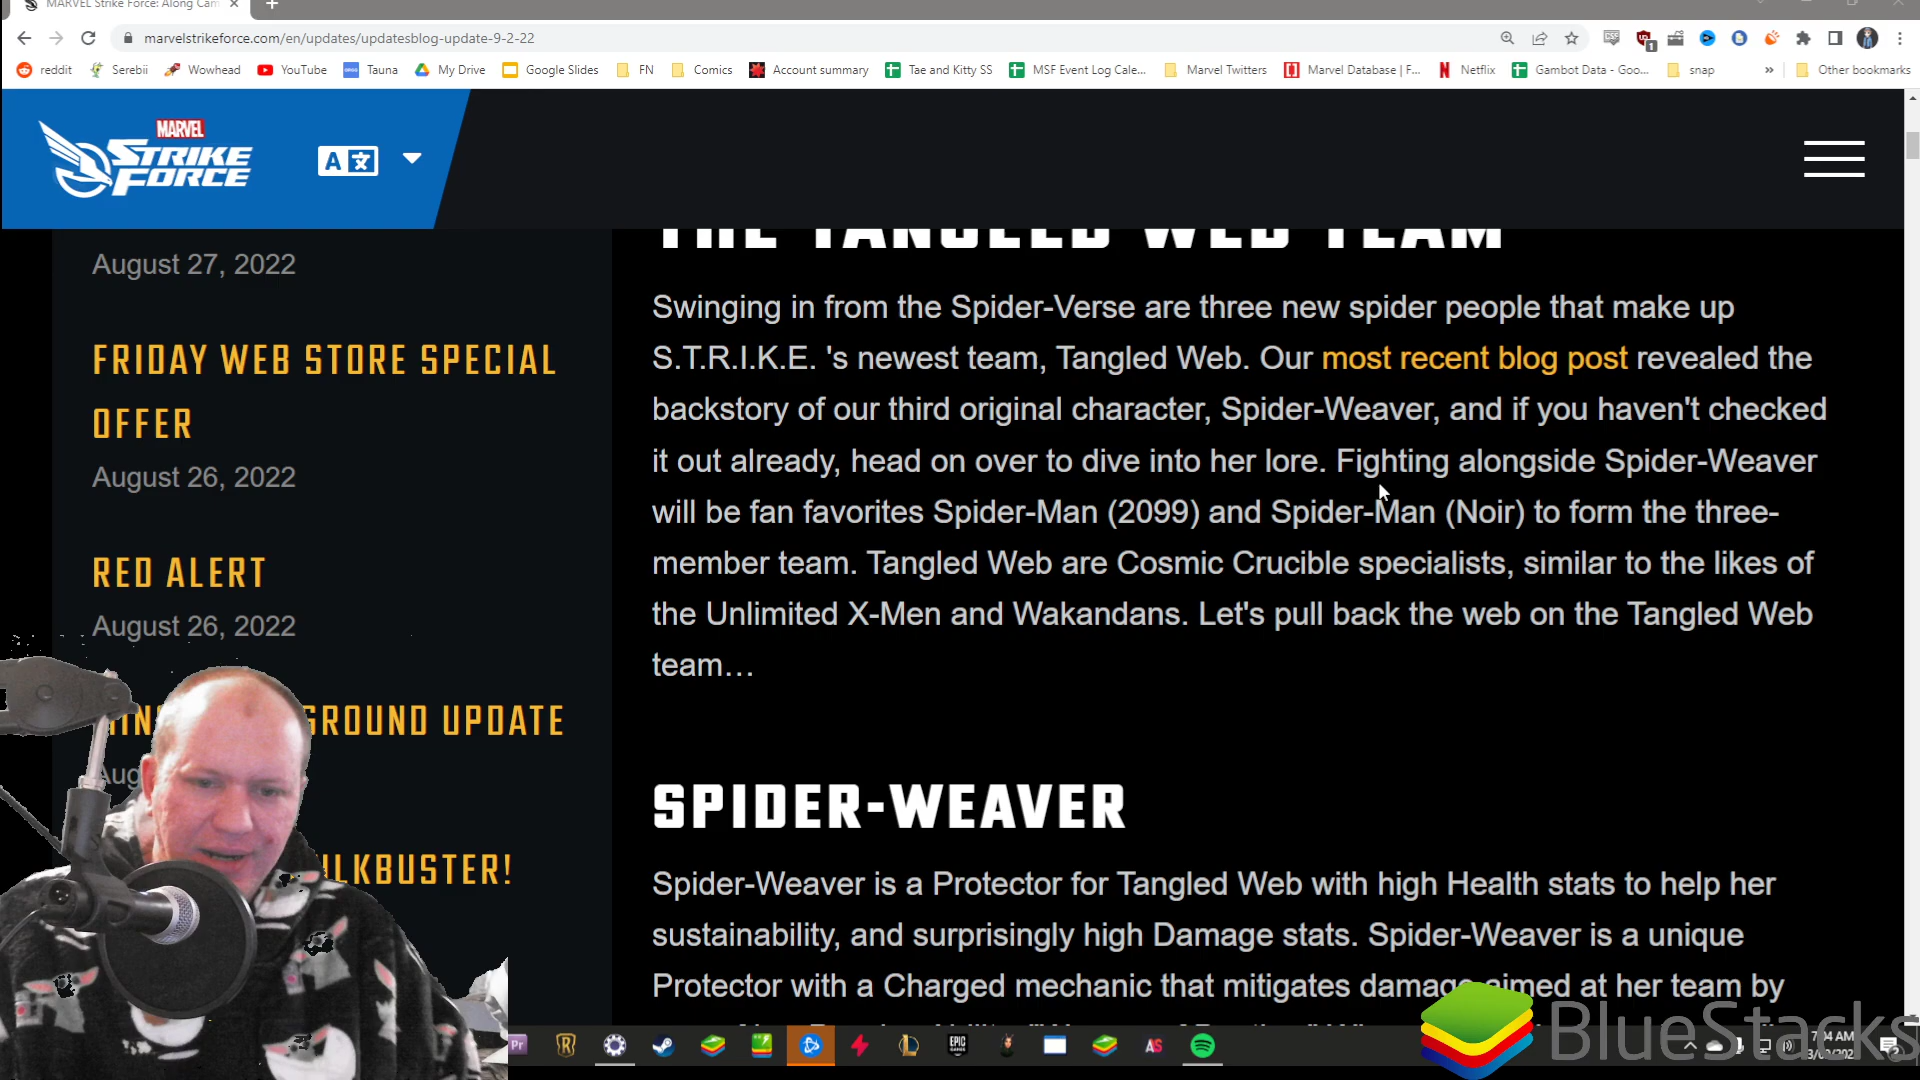 MARVEL Strike Force: Along Cam
marvelstrikeforce.com/en/updates/updatesblog-update-9-2-22
reddit Serebii Wowhead YouTube Tauna My Drive Google Slides FN Comics Account summary Tae and Kitty SS MSF Event Log Cale... Marvel Twitters Marvel Database | F... Netflix Gambot Data - Goo... snap » Other bookmarks
MARVEL
STRIKE
FORCE
THE TANGLED WEB TEAM
August 27, 2022
FRIDAY WEB STORE SPECIAL
OFFER
August 26, 2022
RED ALERT
August 26, 2022
GROUND UPDATE
Aug
ULKBUSTER!
Swinging in from the Spider-Verse are three new spider people that make up
S.T.R.I.K.E. 's newest team, Tangled Web. Our most recent blog post revealed the
backstory of our third original character, Spider-Weaver, and if you haven't checked
it out already, head on over to dive into her lore. Fighting alongside Spider-Weaver
will be fan favorites Spider-Man (2099) and Spider-Man (Noir) to form the three-
member team. Tangled Web are Cosmic Crucible specialists, similar to the likes of
the Unlimited X-Men and Wakandans. Let's pull back the web on the Tangled Web
team…
SPIDER-WEAVER
Spider-Weaver is a Protector for Tangled Web with high Health stats to help her
sustainability, and surprisingly high Damage stats. Spider-Weaver is a unique
Protector with a Charged mechanic that mitigates damage aimed at her team by
BlueStacks
Pr
EPIC
GAMES
AS